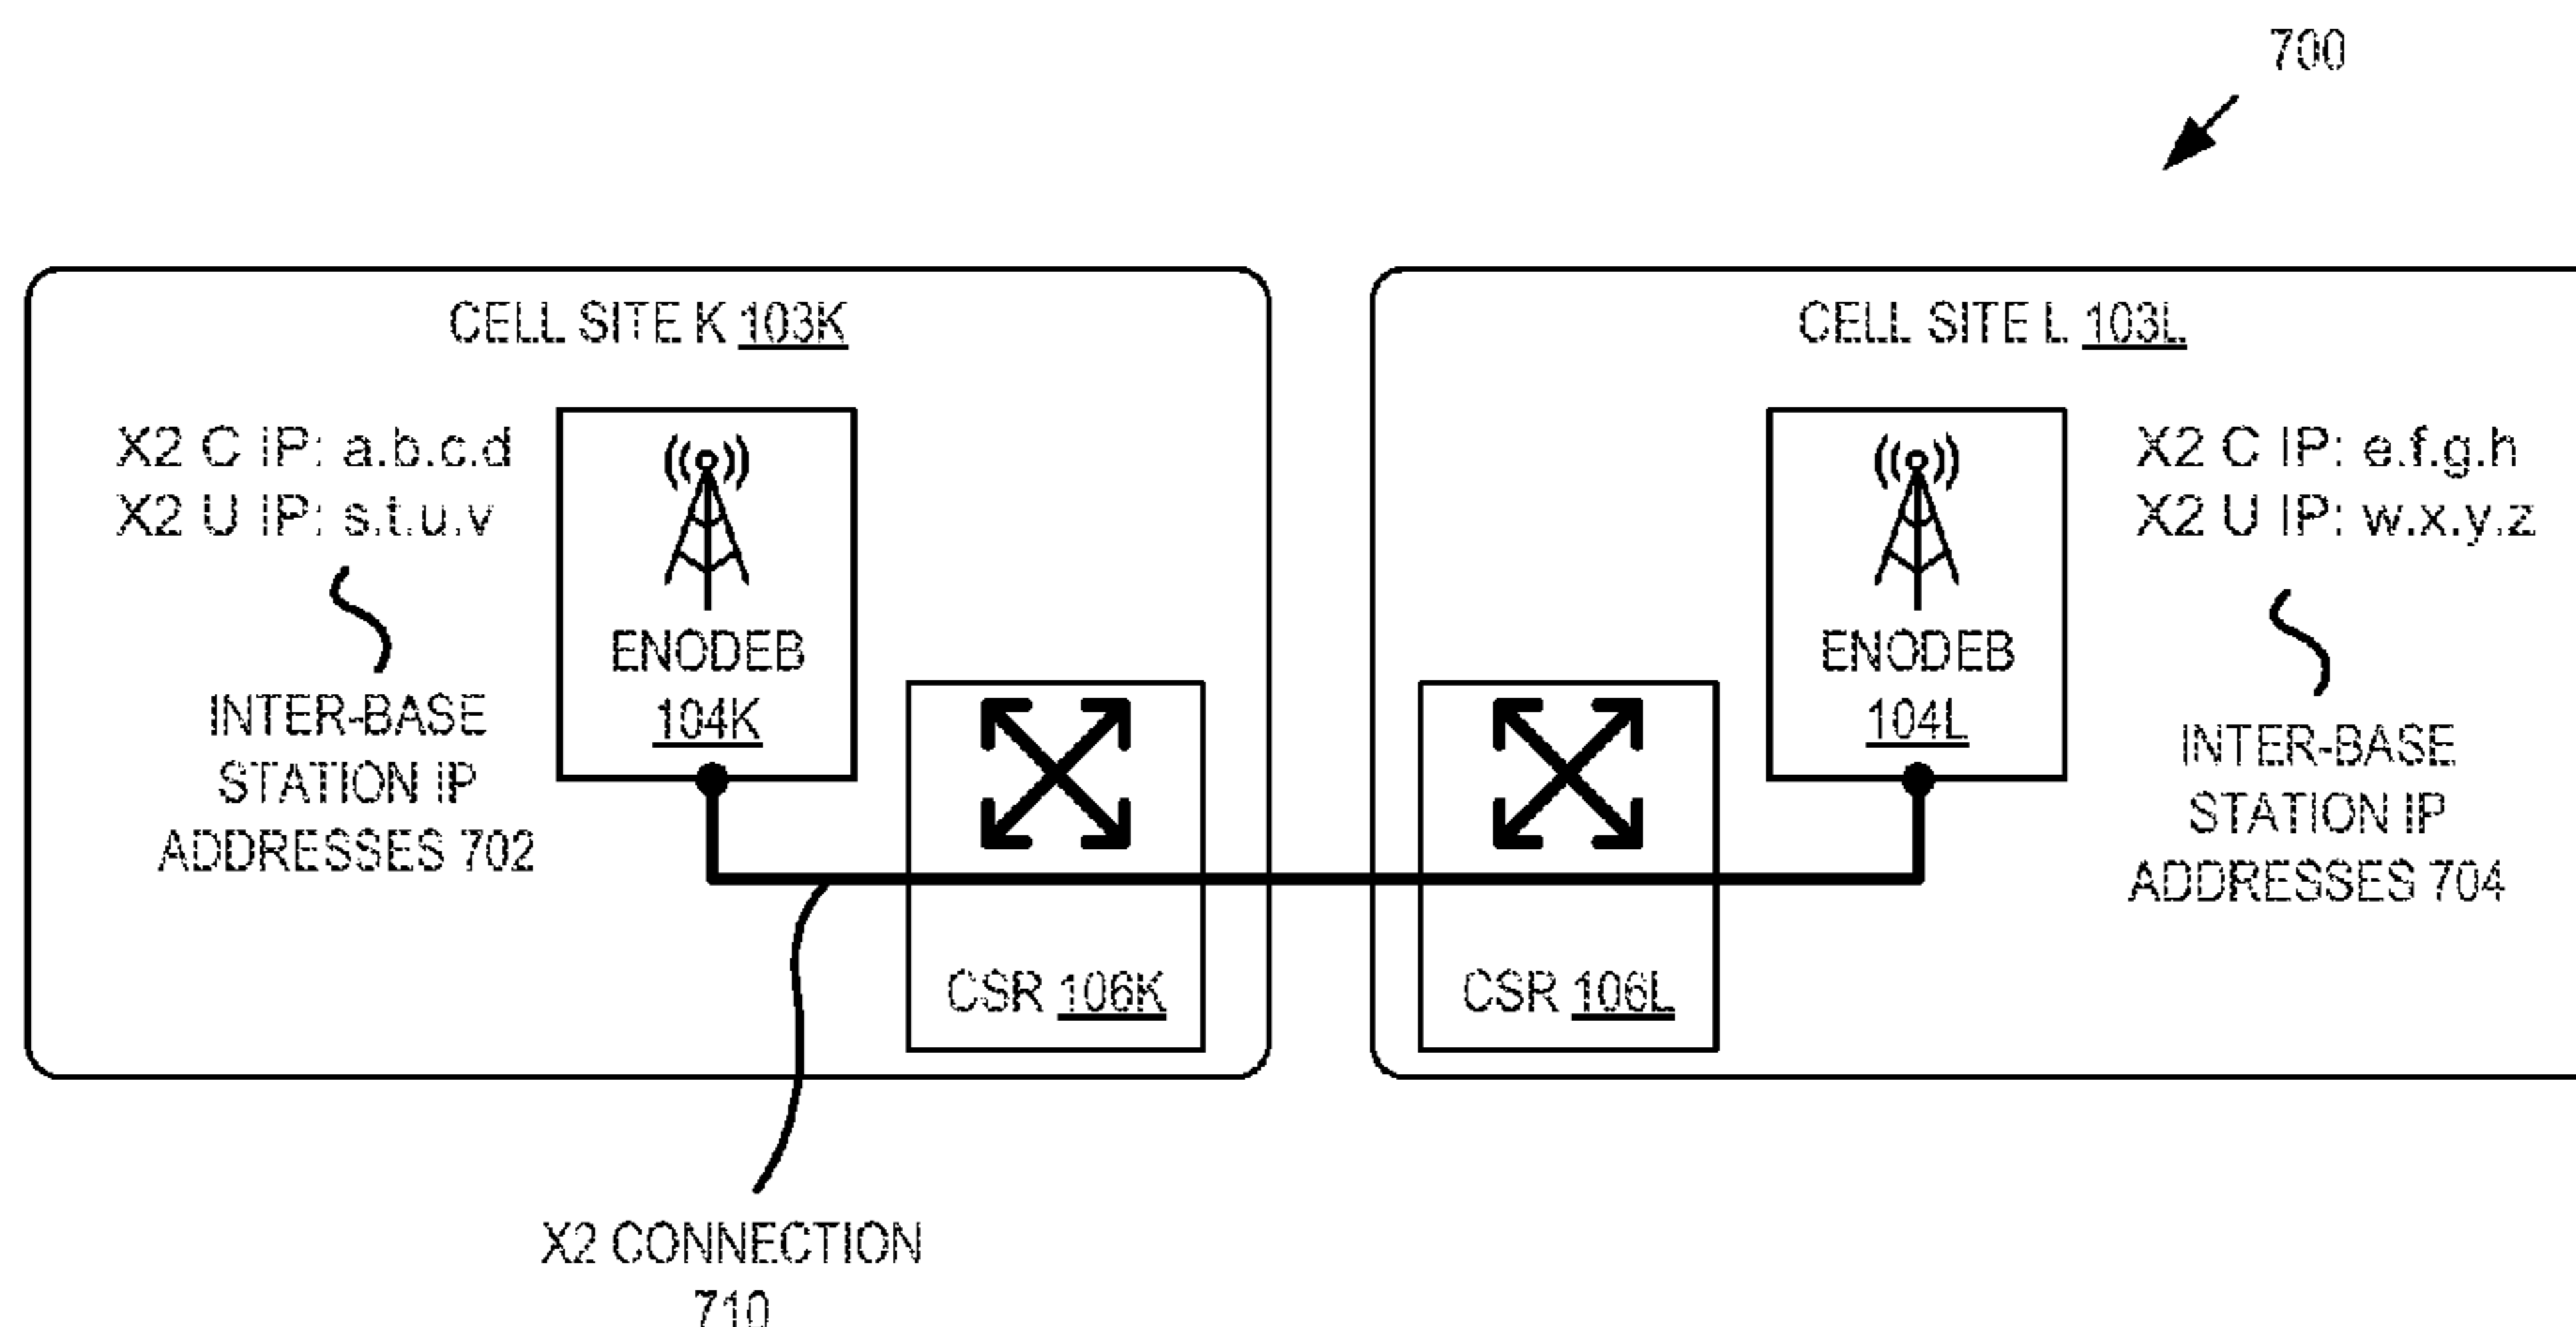 700
CELL SITE K 103K
X2 C IP: a.b.c.d
X2 U IP: s.t.u.v
INTER-BASE
STATION IP
ADDRESSES 702
ENODEB
104K
CSR 106K
CELL SITE L 103L
ENODEB
104L
CSR 106L
X2 C IP: e.f.g.h
X2 U IP: w.x.y.z
INTER-BASE
STATION IP
ADDRESSES 704
X2 CONNECTION
710